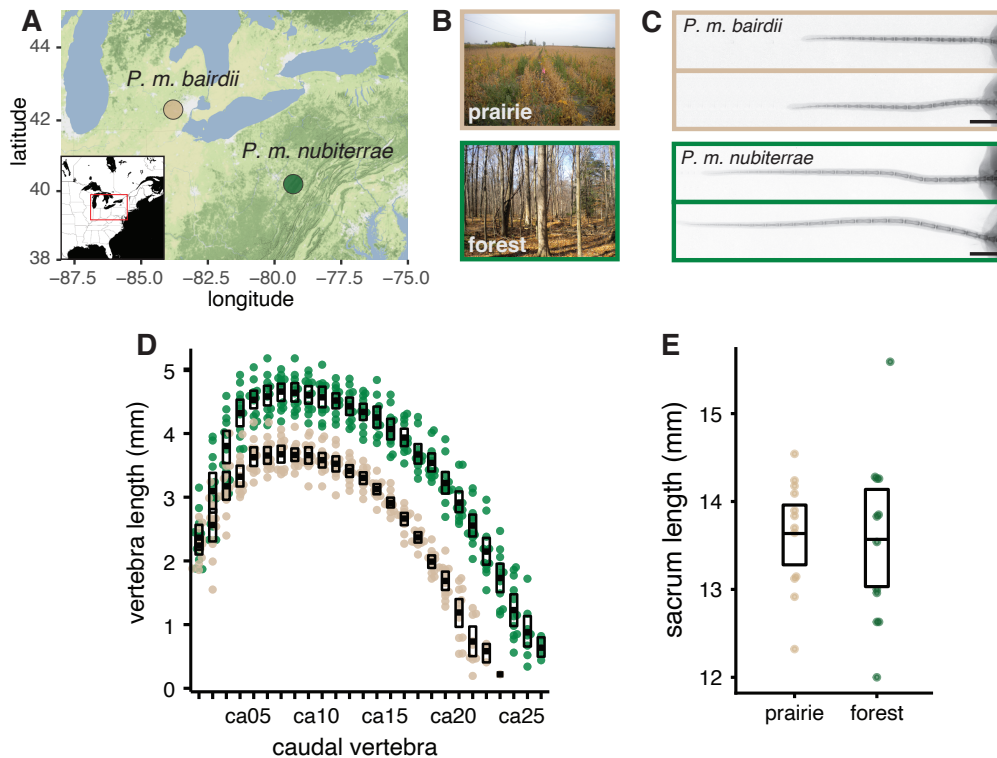 A
44
42
40
38
latitude
P. m. bairdii
P. m. nubiterrae
−87.5 −85.0 −82.5 −80.0 −77.5 −75.0
longitude
B
prairie
forest
C
P. m. bairdii
P. m. nubiterrae
D
vertebra length (mm)
5
4
3
2
1
0
ca05 ca10 ca15 ca20 ca25
caudal vertebra
E
sacrum length (mm)
15
14
13
12
prairie forest